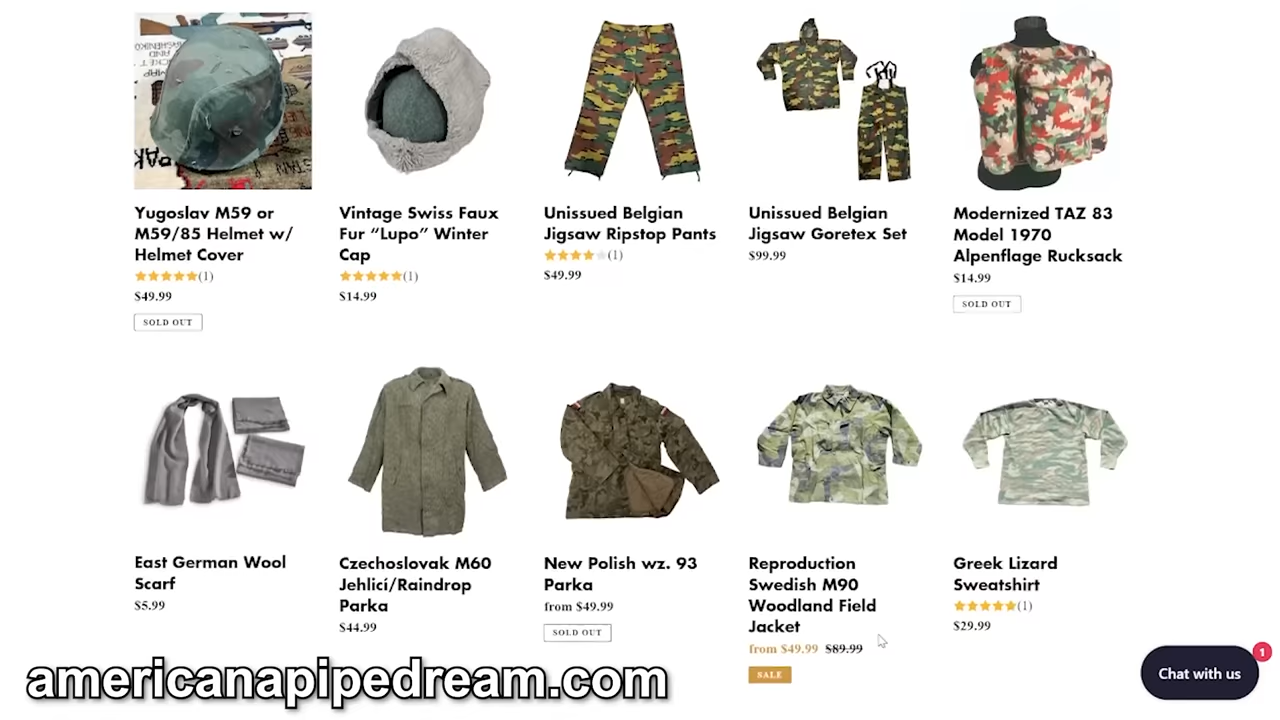 Yugoslav M59 or
M59/85 Helmet w/
Helmet Cover
(1)
$49.99
SOLD OUT
Vintage Swiss Faux
Fur “Lupo” Winter
Cap
(1)
$14.99
Unissued Belgian
Jigsaw Ripstop Pants
(1)
$49.99
Unissued Belgian
Jigsaw Goretex Set
$99.99
Modernized TAZ 83
Model 1970
Alpenflage Rucksack
$14.99
SOLD OUT
East German Wool
Scarf
$5.99
Czechoslovak M60
Jehlicí/Raindrop
Parka
$44.99
New Polish wz. 93
Parka
from $49.99
SOLD OUT
Reproduction
Swedish M90
Woodland Field
Jacket
from $49.99 $89.99
SALE
Greek Lizard
Sweatshirt
(1)
$29.99
americanapipedream.com
Chat with us
1